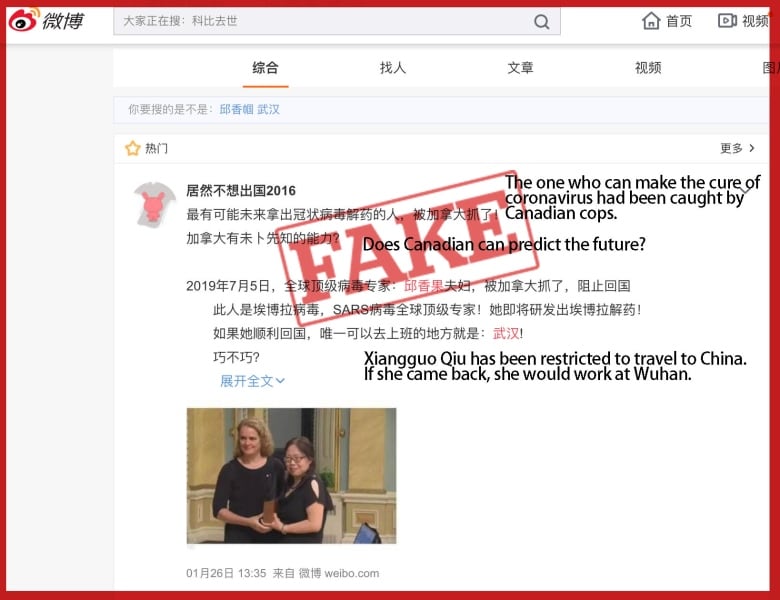 微博
大家正在搜：科比去世
首页
视频
综合
找人
文章
视频
图片
你要搜的是不是：邱香帼 武汉
热门
更多
居然不想出国2016
最有可能未来拿出冠状病毒解药的人，被加拿大抓了！
加拿大有未卜先知的能力？
The one who can make the cure of
coronavirus had been caught by
Canadian cops.
Does Canadian can predict the future?
FAKE
2019年7月5日，全球顶级病毒专家：邱香果夫妇，被加拿大抓了，阻止回国
此人是埃博拉病毒，SARS病毒全球顶级专家！她即将研发出埃博拉解药！
如果她顺利回国，唯一可以去上班的地方就是：武汉!
巧不巧?
展开全文
Xiangguo Qiu has been restricted to travel to China.
If she came back, she would work at Wuhan.
01月26日 13:35 来自 微博 weibo.com